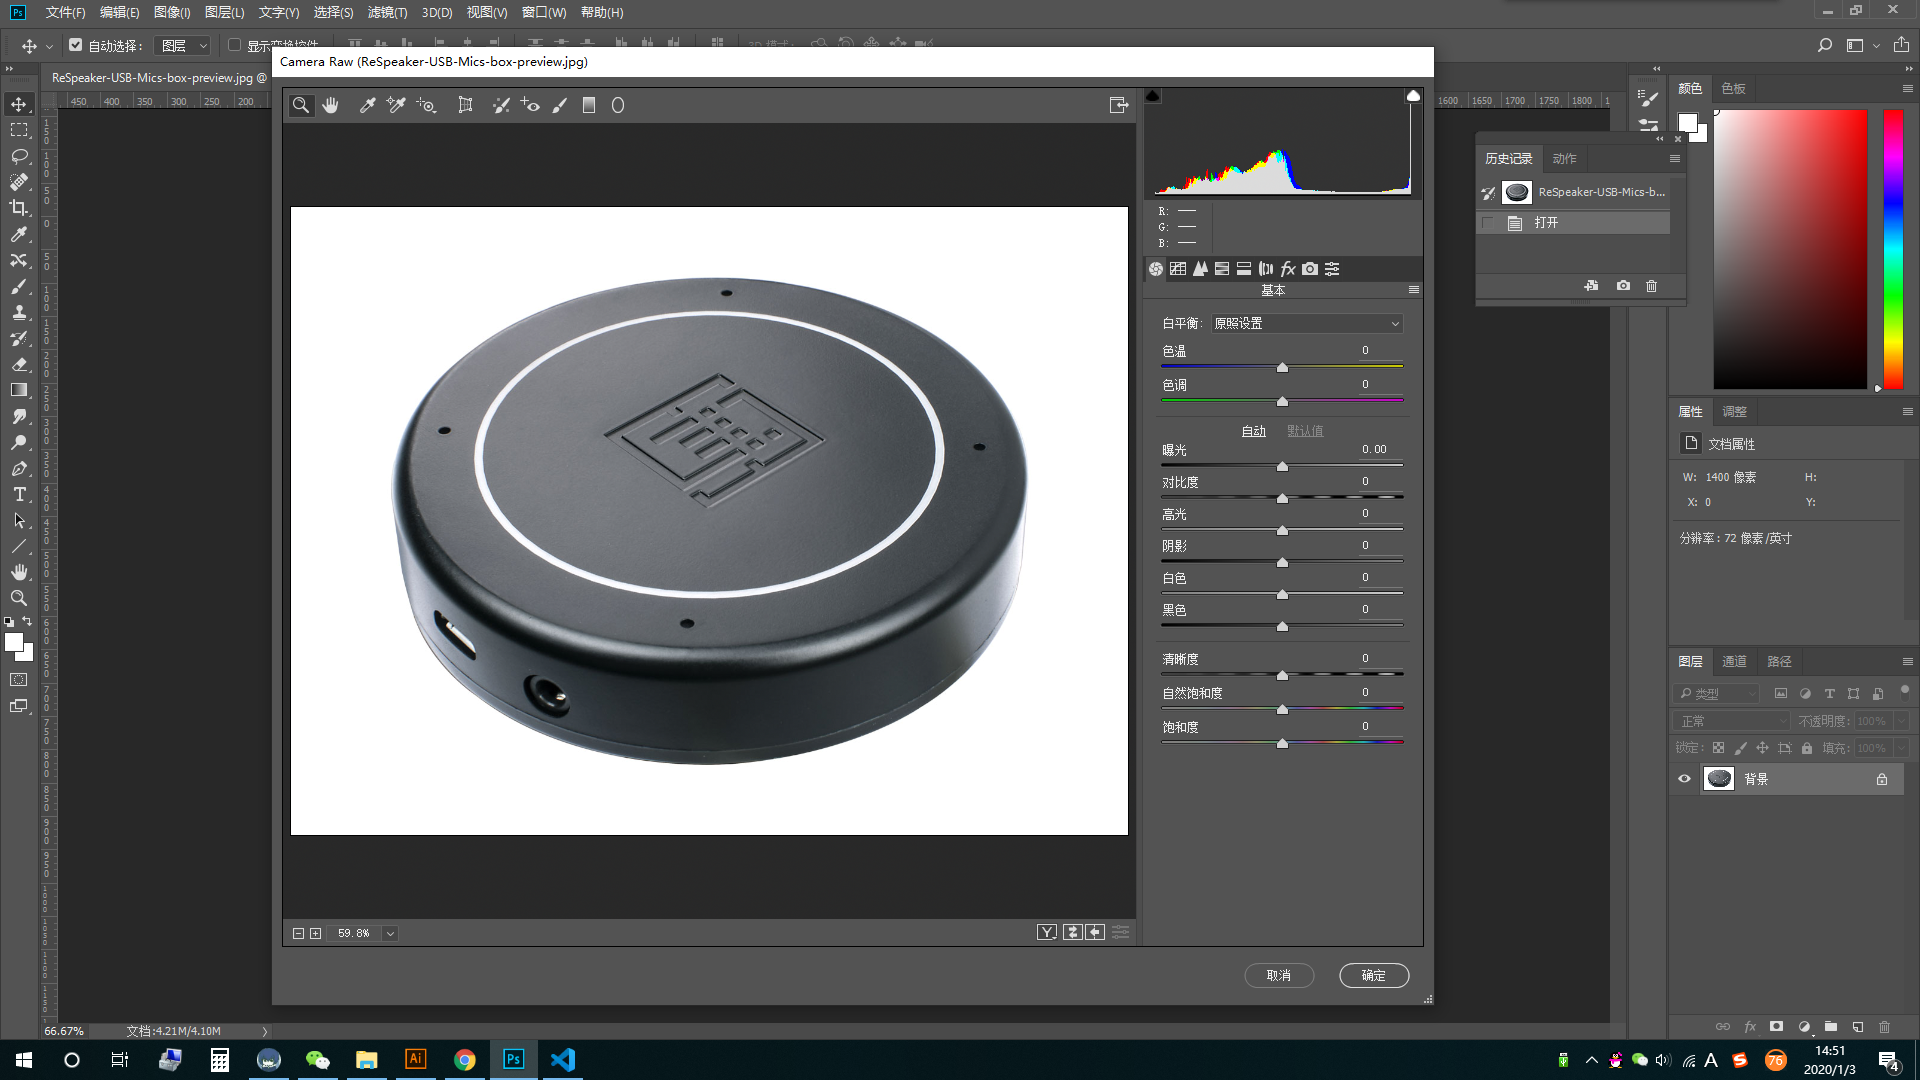 Ps 文件(F) 编辑(E) 图像(I) 图层(L) 文字(Y) 选择(S) 滤镜(T) 3D(D) 视图(V) 窗口(W) 帮助(H)
自动选择: 图层 显示变换控件
Camera Raw (ReSpeaker-USB-Mics-box-preview.jpg)
ReSpeaker-USB-Mics-box-preview.jpg @
450 400 350 300 250 200
1600 1650 1700 1750 1800
颜色 色板
历史记录 动作
ReSpeaker-USB-Mics-b...
打开
R:
G:
B:
基本
白平衡: 原照设置
色温 0
色调 0
自动 默认值
曝光 0.00
对比度 0
高光 0
阴影 0
白色 0
黑色 0
清晰度 0
自然饱和度 0
饱和度 0
属性 调整
文档属性
W: 1400 像素 H:
X: 0 Y:
分辨率: 72 像素/英寸
图层 通道 路径
类型
正常 不透明度: 100%
锁定: 填充: 100%
背景
59.8%
Y
取消 确定
66.67% 文档:4.21M/4.10M
Ai Ps
A S 76
14:51
2020/1/3
4